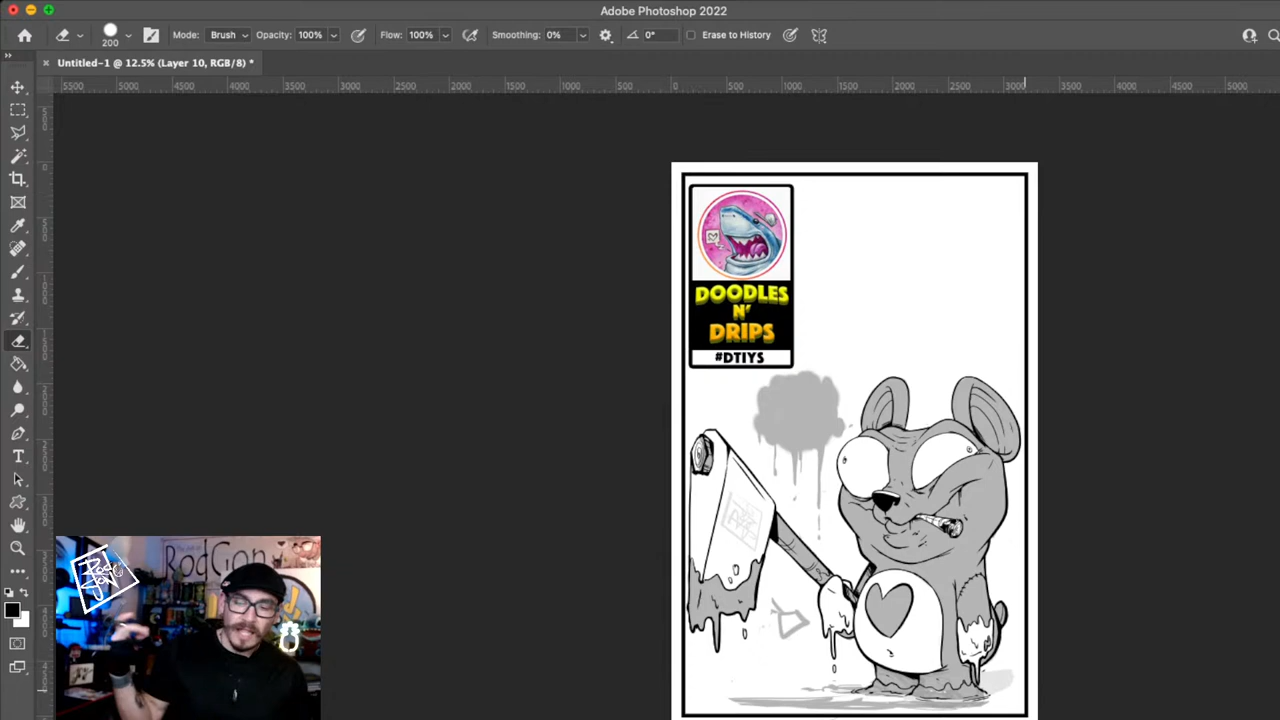 Adobe Photoshop 2022
200 Mode: Brush Opacity: 100% Flow: 100% Smoothing: 0% 0° Erase to History
Untitled-1 @ 12.5% (Layer 10, RGB/8) *
5500 5000 4500 4000 3500 3000 2500 2000 1500 1000 500 0 500 1000 1500 2000 2500 3000 3500 4000 4500 5000
DOODLES
N'
DRIPS
#DTIYS
RodCon